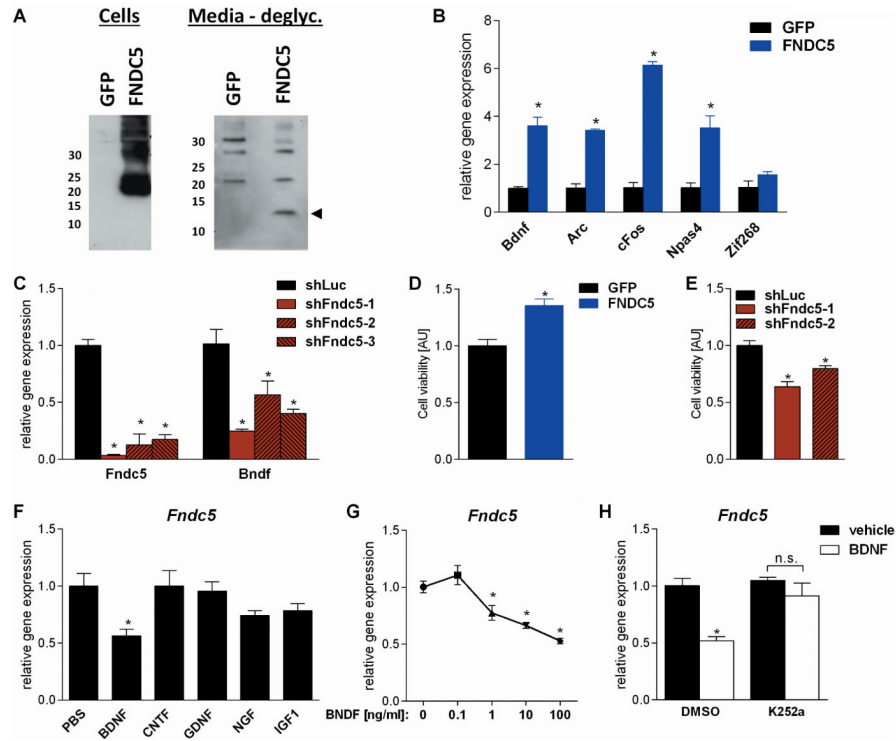 A
Cells
Media - deglyc.
GFP
FNDC5
GFP
FNDC5
30
25
20
15
10
30
20
15
10
B
GFP
FNDC5
relative gene expression
8
6
4
2
0
*
*
*
*
Bdnf
Arc
cFos
Npas4
Zif268
C
shLuc
shFndc5-1
shFndc5-2
shFndc5-3
relative gene expression
1.5
1.0
0.5
0.0
* * *
* * *
Fndc5
Bndf
D
GFP
FNDC5
Cell viability [AU]
1.5
1.0
0.5
0.0
*
E
shLuc
shFndc5-1
shFndc5-2
Cell viability [AU]
1.5
1.0
0.5
0.0
* *
F
Fndc5
relative gene expression
1.5
1.0
0.5
0.0
*
PBS
BDNF
CNTF
GDNF
NGF
IGF1
G
Fndc5
relative gene expression
1.5
1.0
0.5
0.0
* * *
BNDF [ng/ml]: 0 0.1 1 10 100
H
Fndc5
vehicle
BDNF
relative gene expression
1.5
1.0
0.5
0.0
*
n.s.
DMSO
K252a